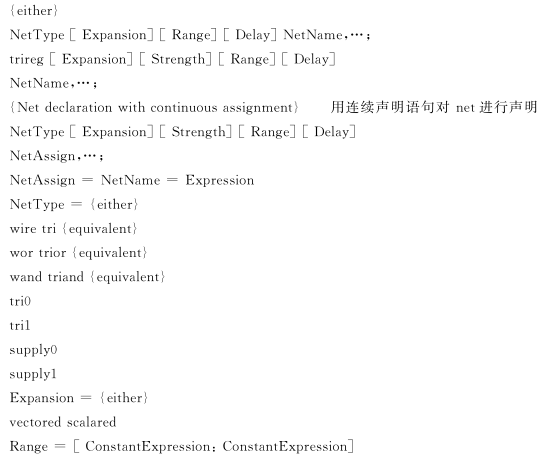 {either}
NetType [ Expansion][ Range][ Delay] NetName,…;
trireg [ Expansion][ Strength][ Range][ Delay]
NetName,…;
{Net declaration with continuous assignment} 用连续声明语句对 net 进行声明
NetType [ Expansion][ Strength][ Range][ Delay]
NetAssign,…;
NetAssign = NetName = Expression
NetType = {either}
wire tri {equivalent}
wor trior {equivalent}
wand triand {equivalent}
tri0
tri1
supply0
supply1
Expansion = {either}
vectored scalared
Range = [ ConstantExpression: ConstantExpression]